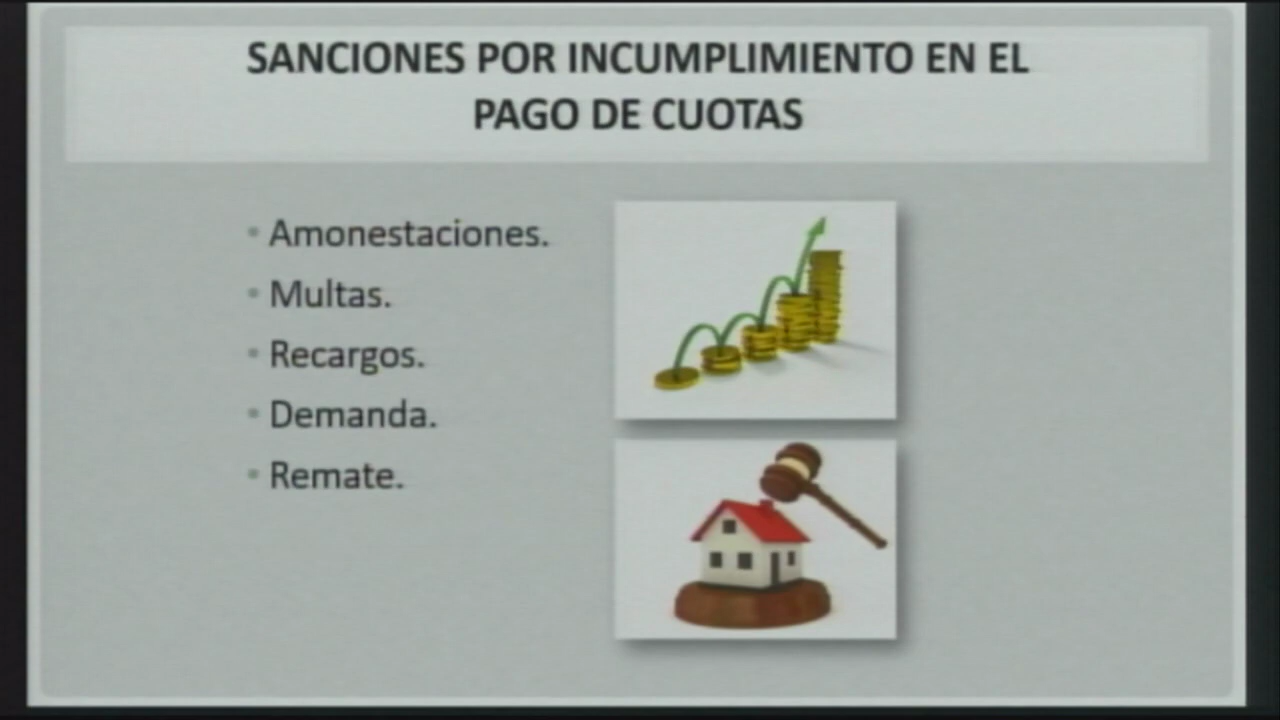 SANCIONES POR INCUMPLIMIENTO EN EL
PAGO DE CUOTAS
• Amonestaciones.
• Multas.
• Recargos.
• Demanda.
• Remate.